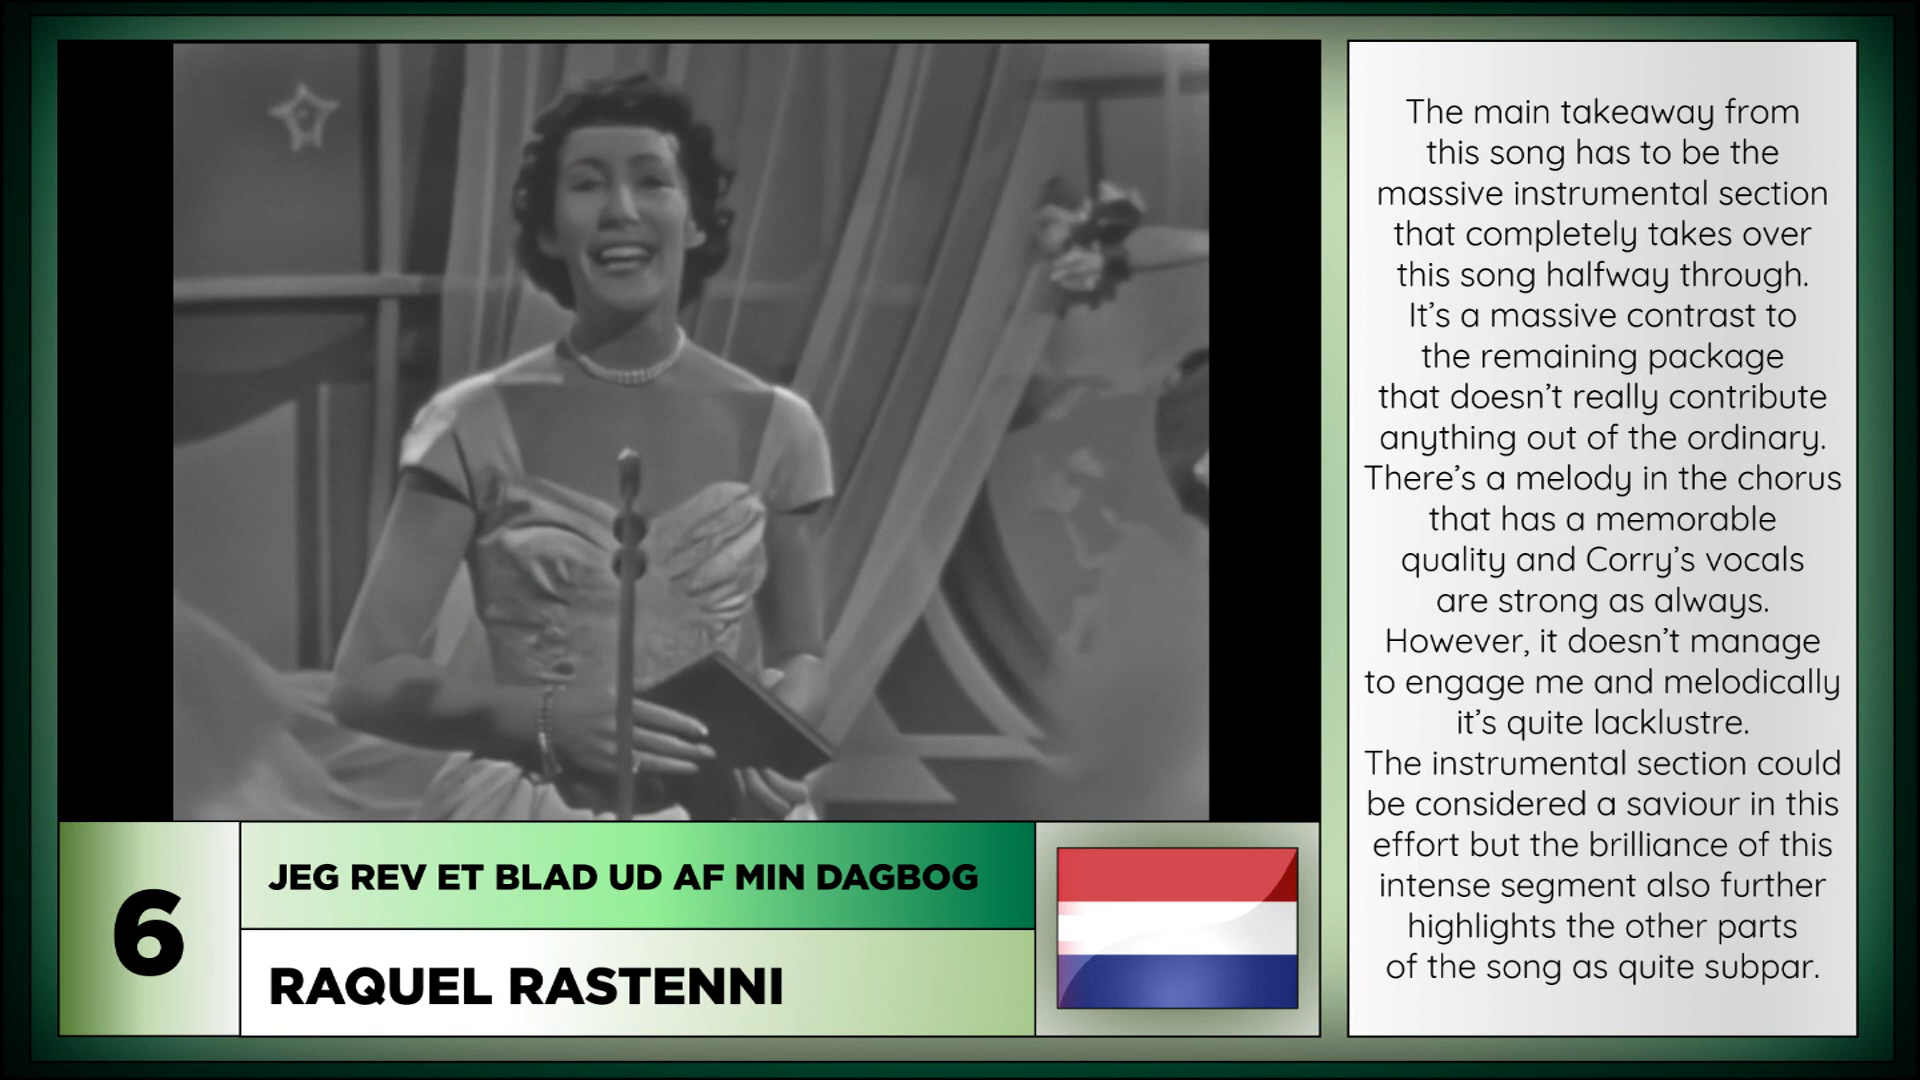 The main takeaway from
this song has to be the
massive instrumental section
that completely takes over
this song halfway through.
It's a massive contrast to
the remaining package
that doesn't really contribute
anything out of the ordinary.
There's a melody in the chorus
that has a memorable
quality and Corry's vocals
are strong as always.
However, it doesn't manage
to engage me and melodically
it's quite lacklustre.
The instrumental section could
be considered a saviour in this
effort but the brilliance of this
intense segment also further
highlights the other parts
of the song as quite subpar.
6
JEG REV ET BLAD UD AF MIN DAGBOG
RAQUEL RASTENNI